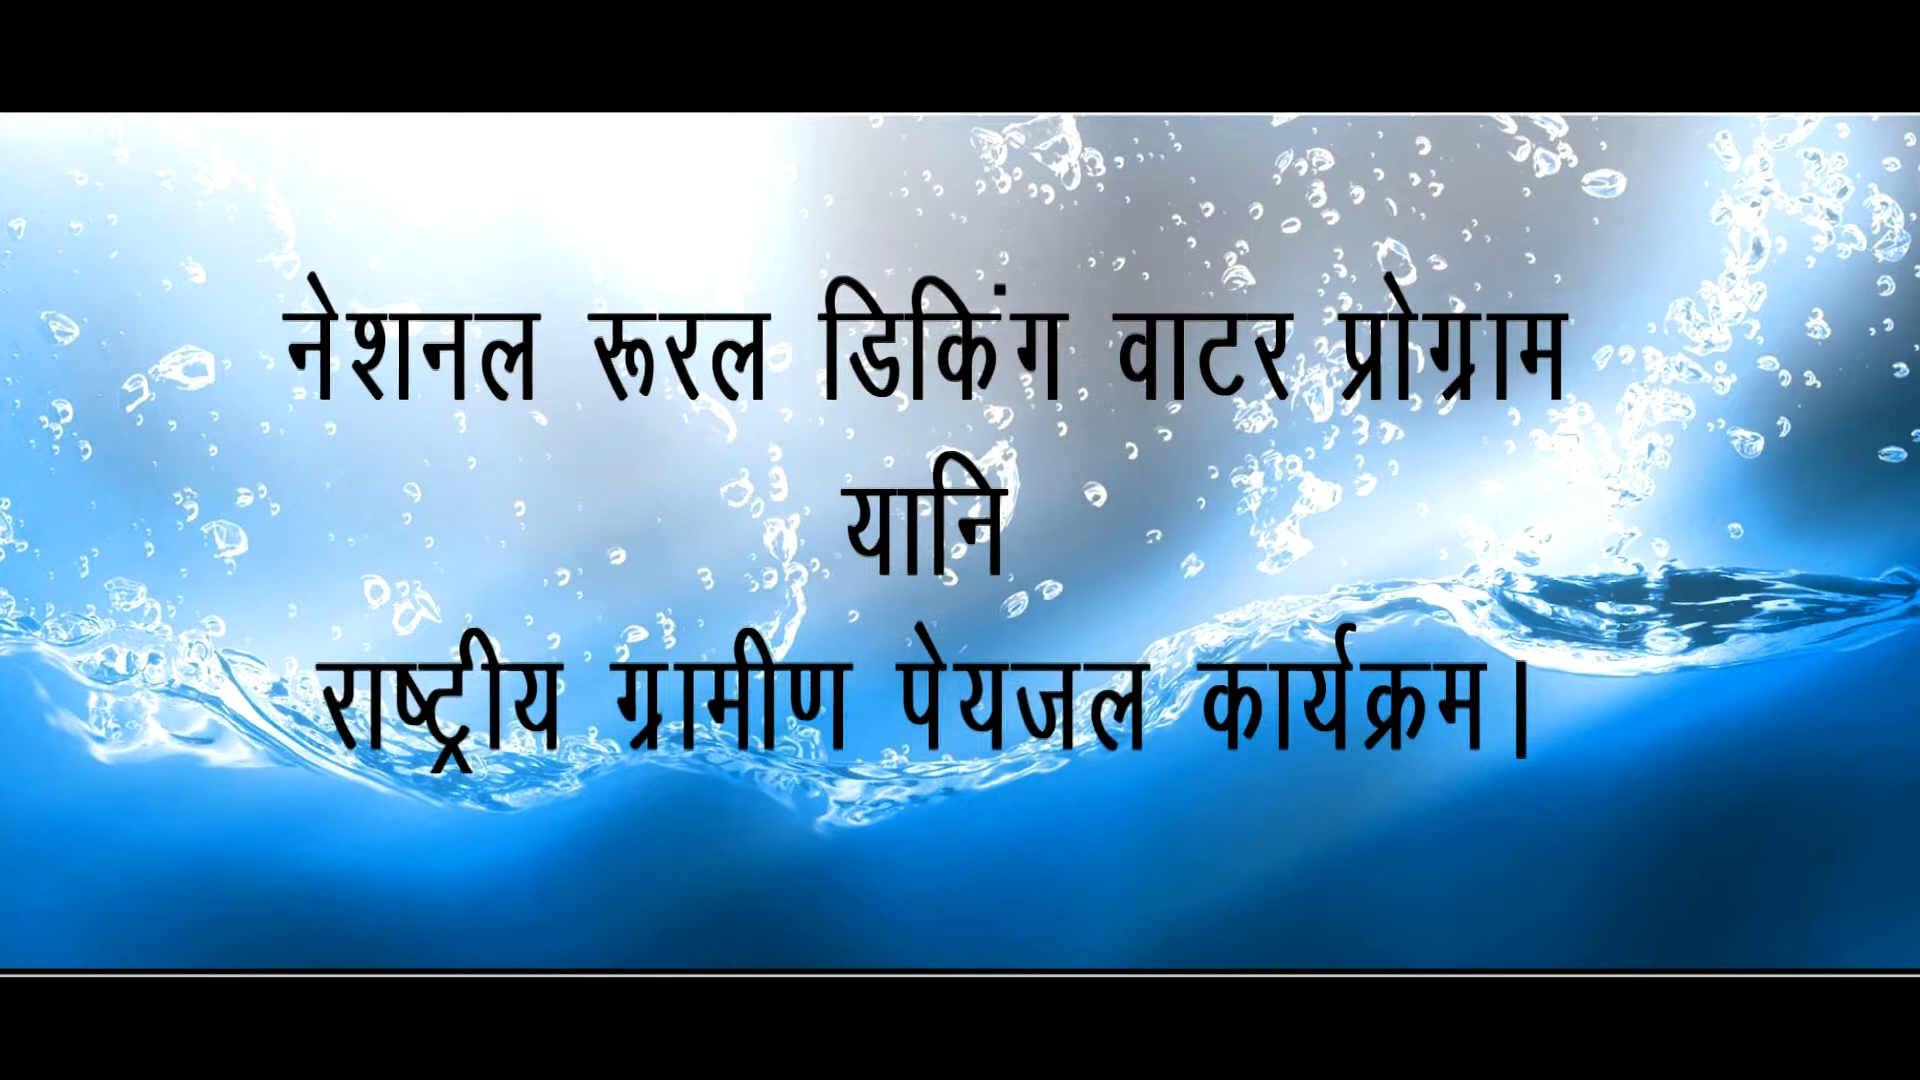 नेशनल रूरल डिकिंग वाटर प्रोग्राम
यानि
राष्ट्रीय ग्रामीण पेयजल कार्यक्रम।